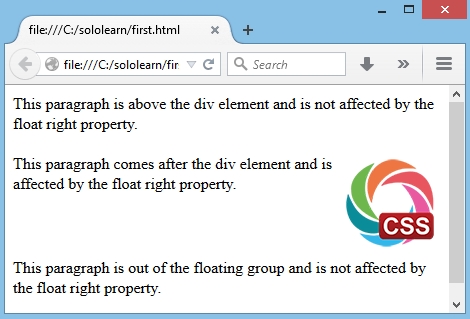 file:///C:/sololearn/first.html
file:///C:/sololearn/fir
Search
This paragraph is above the div element and is not affected by the
float right property.
This paragraph comes after the div element and is
affected by the float right property.
CSS
This paragraph is out of the floating group and is not affected by
the float right property.